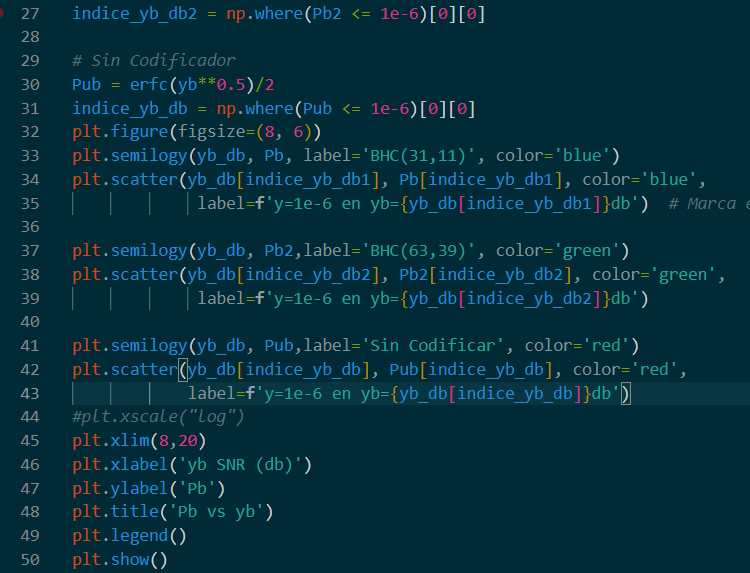 27 indice_yb_db2 = np.where(Pb2 <= 1e-6)[0][0]
28
29 # Sin Codificador
30 Pub = erfc(yb**0.5)/2
31 indice_yb_db = np.where(Pub <= 1e-6)[0][0]
32 plt.figure(figsize=(8, 6))
33 plt.semilogy(yb_db, Pb, label='BHC(31,11)', color='blue')
34 plt.scatter(yb_db[indice_yb_db1], Pb[indice_yb_db1], color='blue',
35 label=f'y=1e-6 en yb={yb_db[indice_yb_db1]}db')  # Marca
36
37 plt.semilogy(yb_db, Pb2,label='BHC(63,39)', color='green')
38 plt.scatter(yb_db[indice_yb_db2], Pb2[indice_yb_db2], color='green',
39 label=f'y=1e-6 en yb={yb_db[indice_yb_db2]}db')
40
41 plt.semilogy(yb_db, Pub,label='Sin Codificar', color='red')
42 plt.scatter(yb_db[indice_yb_db], Pub[indice_yb_db], color='red',
43 label=f'y=1e-6 en yb={yb_db[indice_yb_db]}db')
44 #plt.xscale("log")
45 plt.xlim(8,20)
46 plt.xlabel('yb SNR (db)')
47 plt.ylabel('Pb')
48 plt.title('Pb vs yb')
49 plt.legend()
50 plt.show()